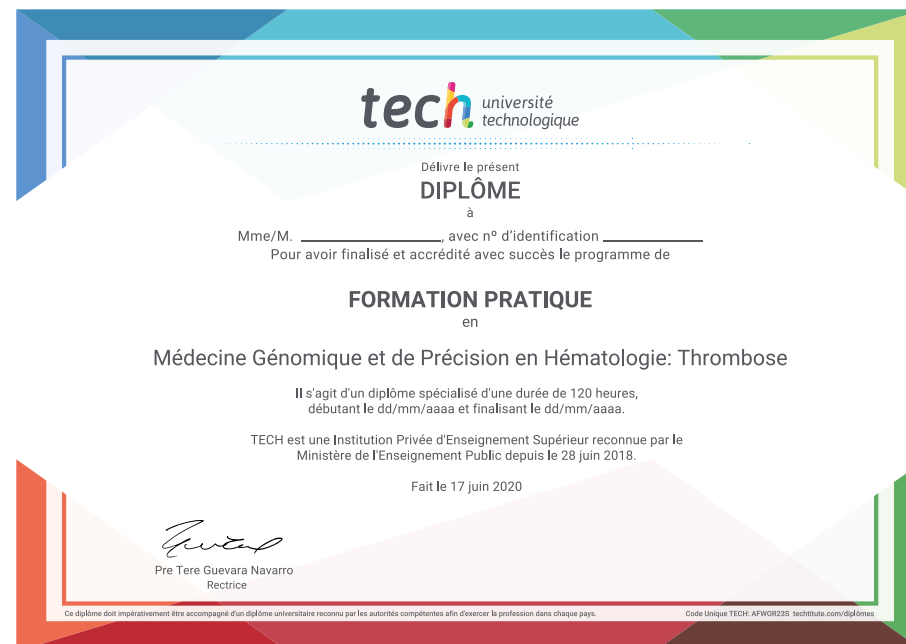 tech université
technologique
Délivre le présent
DIPLÔME
à
Mme/M. ____________________, avec nº d'identification ______________
Pour avoir finalisé et accrédité avec succès le programme de
FORMATION PRATIQUE
en
Médecine Génomique et de Précision en Hématologie: Thrombose
Il s'agit d'un diplôme spécialisé d'une durée de 120 heures,
débutant le dd/mm/aaaa et finalisant le dd/mm/aaaa.
TECH est une Institution Privée d'Enseignement Supérieur reconnue par le
Ministère de l'Enseignement Public depuis le 28 juin 2018.
Fait le 17 juin 2020
Pre Tere Guevara Navarro
Rectrice
Ce diplôme doit impérativement être accompagné d'un diplôme universitaire reconnu par les autorités compétentes afin d'exercer la profession dans chaque pays. Code Unique TECH: AFWOR23S techtitute.com/diplômes